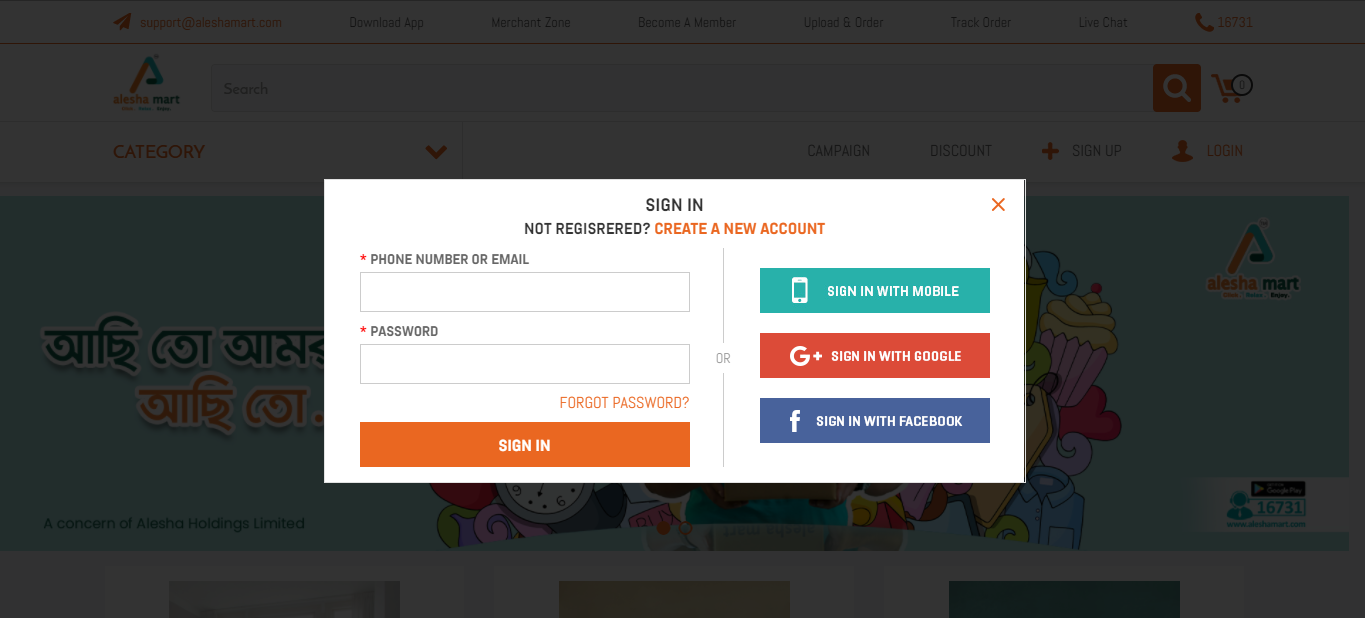 support@aleshamart.com
Download App
Merchant Zone
Become A Member
Upload & Order
Track Order
Live Chat
16731
alesha mart
Search
0
CATEGORY
CAMPAIGN
DISCOUNT
SIGN UP
LOGIN
SIGN IN
NOT REGISRERED? CREATE A NEW ACCOUNT
* PHONE NUMBER OR EMAIL
* PASSWORD
FORGOT PASSWORD?
SIGN IN
OR
SIGN IN WITH MOBILE
G+ SIGN IN WITH GOOGLE
f SIGN IN WITH FACEBOOK
alesha mart
আছি তো
আছি তো.
A concern of Alesha Holdings Limited
Google Play
16731
www.aleshamart.com